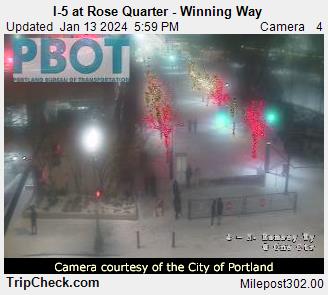 I-5 at Rose Quarter - Winning Way
Updated Jan 13 2024 5:59 PM Camera 4
PBOT
PORTLAND BUREAU OF TRANSPORTATION
Camera courtesy of the City of Portland
TripCheck.com Milepost302.00